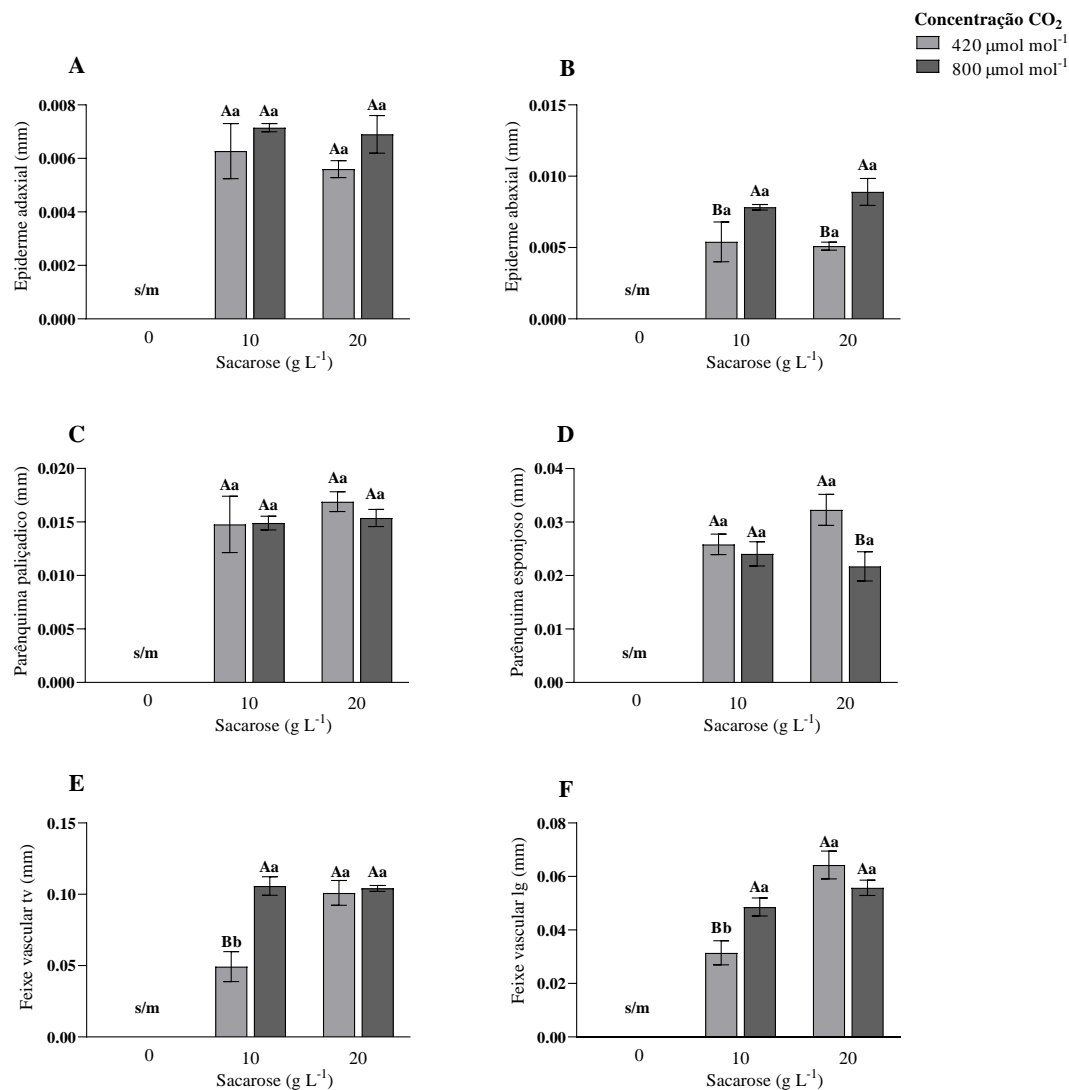 Concentração CO₂
420 µmol mol⁻¹
800 µmol mol⁻¹
A
Epiderme adaxial (mm)
0.008
0.006
0.004
0.002
0.000
Aa Aa Aa Aa
s/m
0 10 20
Sacarose (g L⁻¹)
B
Epiderme abaxial (mm)
0.015
0.010
0.005
0.000
Ba Aa Ba Aa
s/m
0 10 20
Sacarose (g L⁻¹)
C
Parênquima paliçadico (mm)
0.020
0.015
0.010
0.005
0.000
Aa Aa Aa Aa
s/m
0 10 20
Sacarose (g L⁻¹)
D
Parênquima esponjoso (mm)
0.04
0.03
0.02
0.01
0.00
Aa Aa Aa Ba
s/m
0 10 20
Sacarose (g L⁻¹)
E
Feixe vascular tv (mm)
0.15
0.10
0.05
0.00
Bb Aa Aa Aa
s/m
0 10 20
Sacarose (g L⁻¹)
F
Feixe vascular lg (mm)
0.08
0.06
0.04
0.02
0.00
Bb Aa Aa Aa
s/m
0 10 20
Sacarose (g L⁻¹)